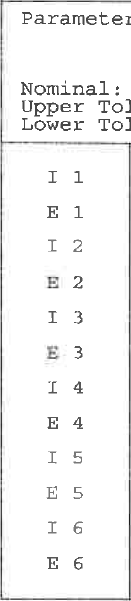 Parameter
Nominal:
Upper Tol
Lower Tol
I 1
E 1
I 2
E 2
I 3
E 3
I 4
E 4
I 5
E 5
I 6
E 6